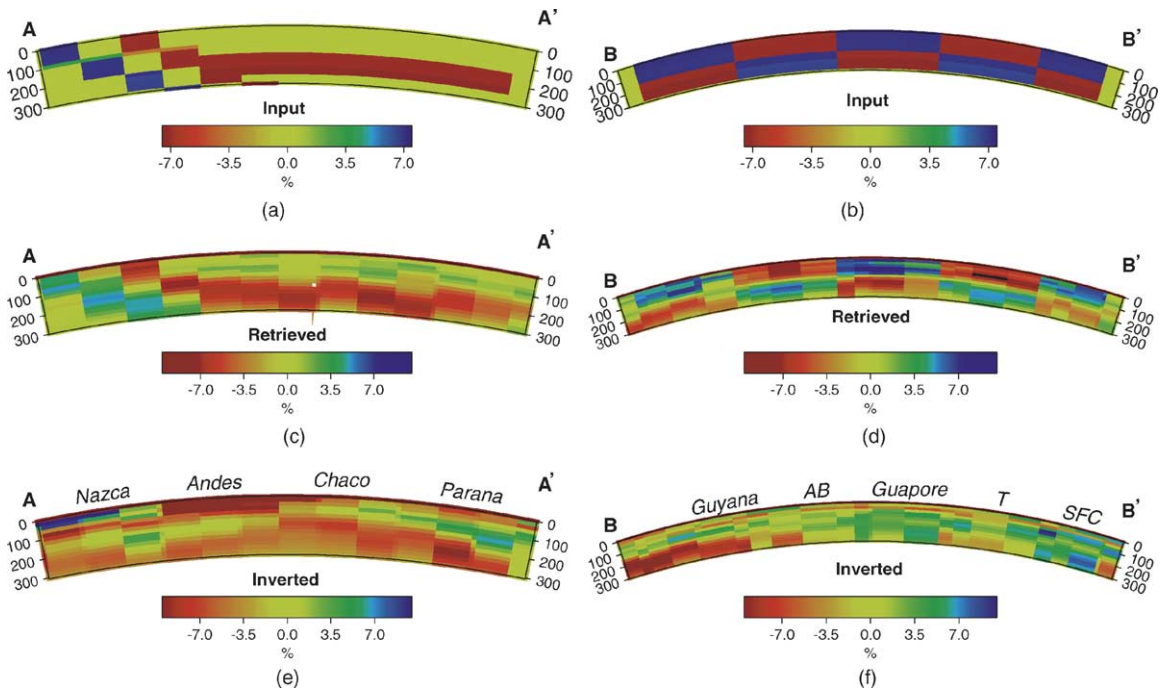 A A'
0 0
100 100
200 200
300 300
Input
-7.0 -3.5 0.0 3.5 7.0
%
(a)
B B'
0 0
100 100
200 200
300 300
Input
-7.0 -3.5 0.0 3.5 7.0
%
(b)
A A'
0 0
100 100
200 200
300 300
Retrieved
-7.0 -3.5 0.0 3.5 7.0
%
(c)
B B'
0 0
100 100
200 200
300 300
Retrieved
-7.0 -3.5 0.0 3.5 7.0
%
(d)
Nazca Andes Chaco Parana
A A'
0 0
100 100
200 200
300 300
Inverted
-7.0 -3.5 0.0 3.5 7.0
%
(e)
Guyana AB Guapore T SFC
B B'
0 0
100 100
200 200
300 300
Inverted
-7.0 -3.5 0.0 3.5 7.0
%
(f)